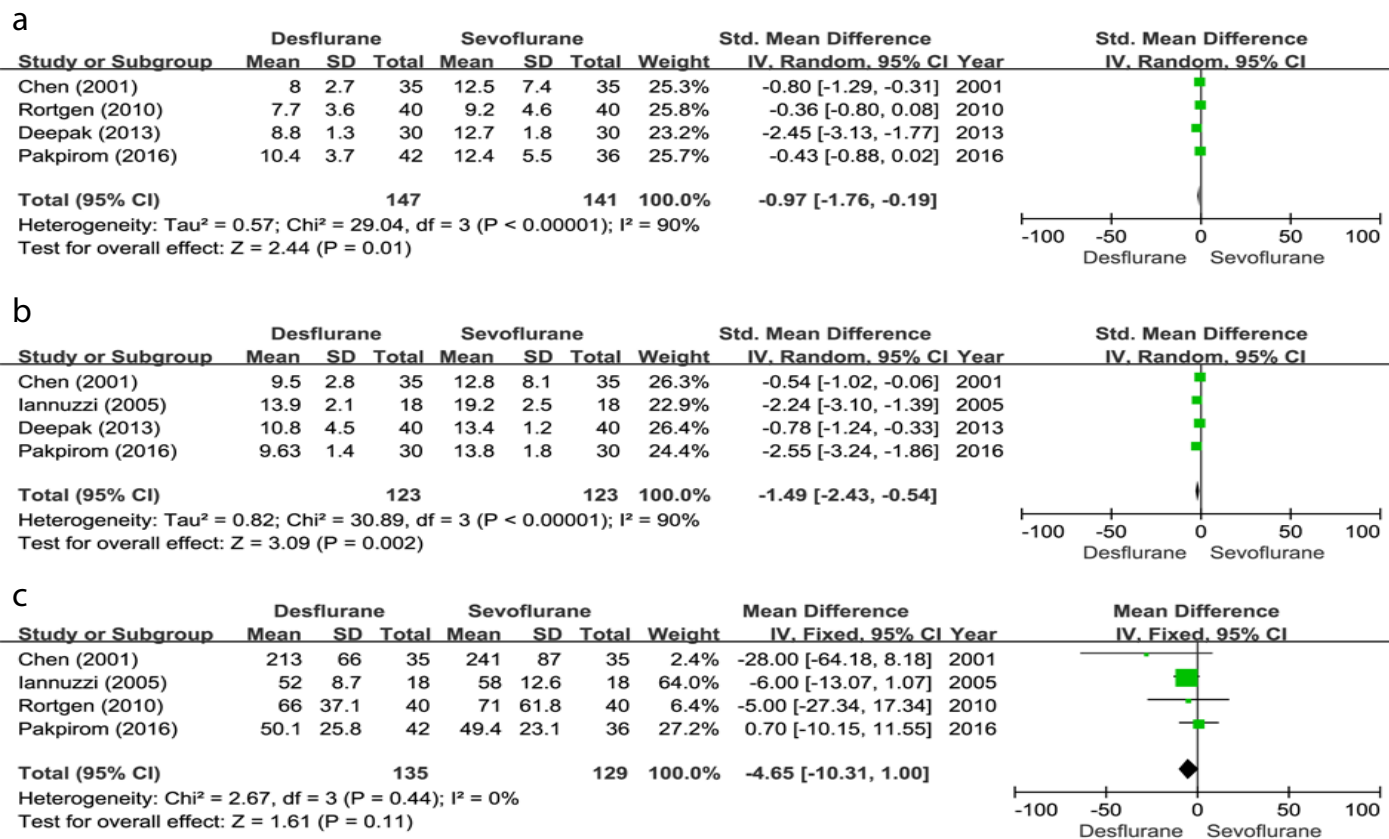 a
Desflurane Sevoflurane Std. Mean Difference Std. Mean Difference
Study or Subgroup Mean SD Total Mean SD Total Weight IV, Random, 95% CI Year IV, Random, 95% CI
Chen (2001) 8 2.7 35 12.5 7.4 35 25.3% -0.80 [-1.29, -0.31] 2001
Rortgen (2010) 7.7 3.6 40 9.2 4.6 40 25.8% -0.36 [-0.80, 0.08] 2010
Deepak (2013) 8.8 1.3 30 12.7 1.8 30 23.2% -2.45 [-3.13, -1.77] 2013
Pakpirom (2016) 10.4 3.7 42 12.4 5.5 36 25.7% -0.43 [-0.88, 0.02] 2016
Total (95% CI) 147 141 100.0% -0.97 [-1.76, -0.19]
Heterogeneity: Tau² = 0.57; Chi² = 29.04, df = 3 (P < 0.00001); I² = 90%
Test for overall effect: Z = 2.44 (P = 0.01)
-100 -50 0 50 100
Desflurane Sevoflurane
b
Desflurane Sevoflurane Std. Mean Difference Std. Mean Difference
Study or Subgroup Mean SD Total Mean SD Total Weight IV, Random, 95% CI Year IV, Random, 95% CI
Chen (2001) 9.5 2.8 35 12.8 8.1 35 26.3% -0.54 [-1.02, -0.06] 2001
Iannuzzi (2005) 13.9 2.1 18 19.2 2.5 18 22.9% -2.24 [-3.10, -1.39] 2005
Deepak (2013) 10.8 4.5 40 13.4 1.2 40 26.4% -0.78 [-1.24, -0.33] 2013
Pakpirom (2016) 9.63 1.4 30 13.8 1.8 30 24.4% -2.55 [-3.24, -1.86] 2016
Total (95% CI) 123 123 100.0% -1.49 [-2.43, -0.54]
Heterogeneity: Tau² = 0.82; Chi² = 30.89, df = 3 (P < 0.00001); I² = 90%
Test for overall effect: Z = 3.09 (P = 0.002)
-100 -50 0 50 100
Desflurane Sevoflurane
c
Desflurane Sevoflurane Mean Difference Mean Difference
Study or Subgroup Mean SD Total Mean SD Total Weight IV, Fixed, 95% CI Year IV, Fixed, 95% CI
Chen (2001) 213 66 35 241 87 35 2.4% -28.00 [-64.18, 8.18] 2001
Iannuzzi (2005) 52 8.7 18 58 12.6 18 64.0% -6.00 [-13.07, 1.07] 2005
Rortgen (2010) 66 37.1 40 71 61.8 40 6.4% -5.00 [-27.34, 17.34] 2010
Pakpirom (2016) 50.1 25.8 42 49.4 23.1 36 27.2% 0.70 [-10.15, 11.55] 2016
Total (95% CI) 135 129 100.0% -4.65 [-10.31, 1.00]
Heterogeneity: Chi² = 2.67, df = 3 (P = 0.44); I² = 0%
Test for overall effect: Z = 1.61 (P = 0.11)
-100 -50 0 50 100
Desflurane Sevoflurane